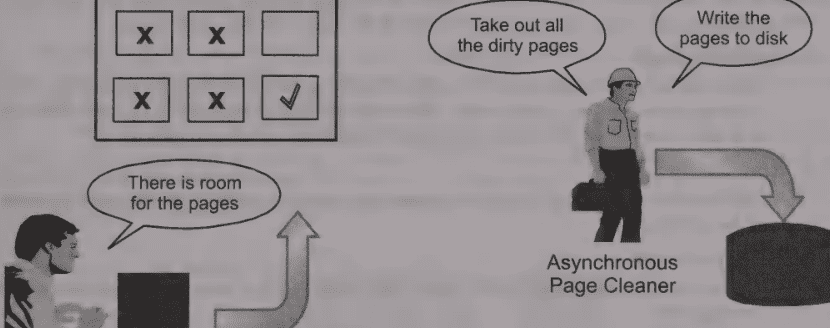 X X
X X ✓
Take out all
the dirty pages
Write the
pages to disk
There is room
for the pages
Asynchronous
Page Cleaner